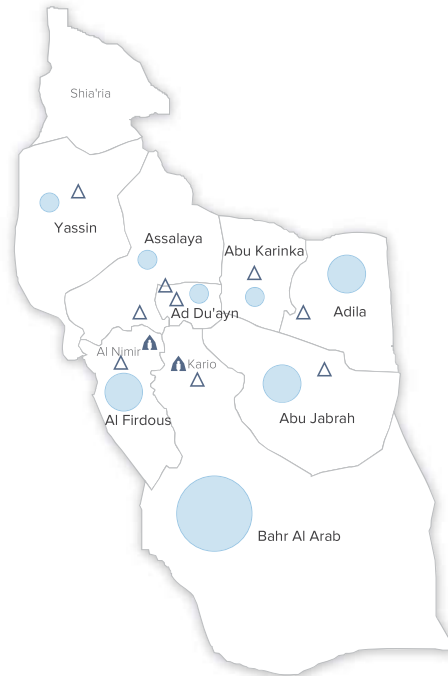 Shia'ria
Yassin
Assalaya
Abu Karinka
Adila
Ad Du'ayn
Al Nimir
Kario
Al Firdous
Abu Jabrah
Bahr Al Arab